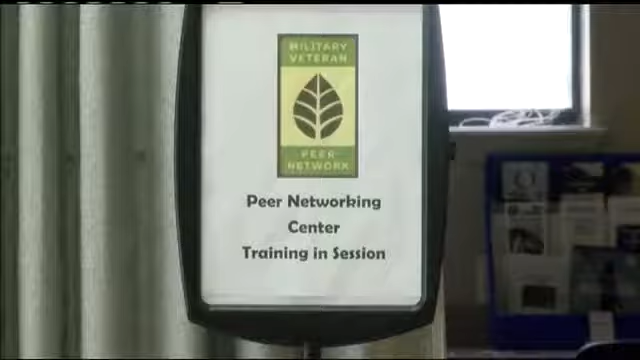 MILITARY
VETERAN
PEER
NETWORK
Peer Networking
Center
Training in Session